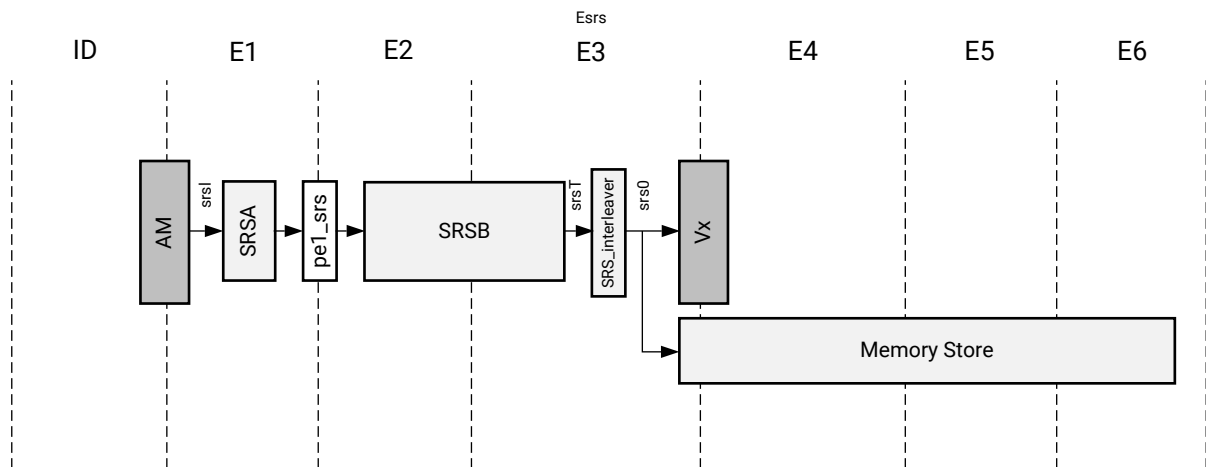 Esrs
ID
E1
E2
E3
E4
E5
E6
AM
srsI
SRSA
pe1_srs
SRSB
srsT
SRS_interleaver
srs0
Vx
Memory Store